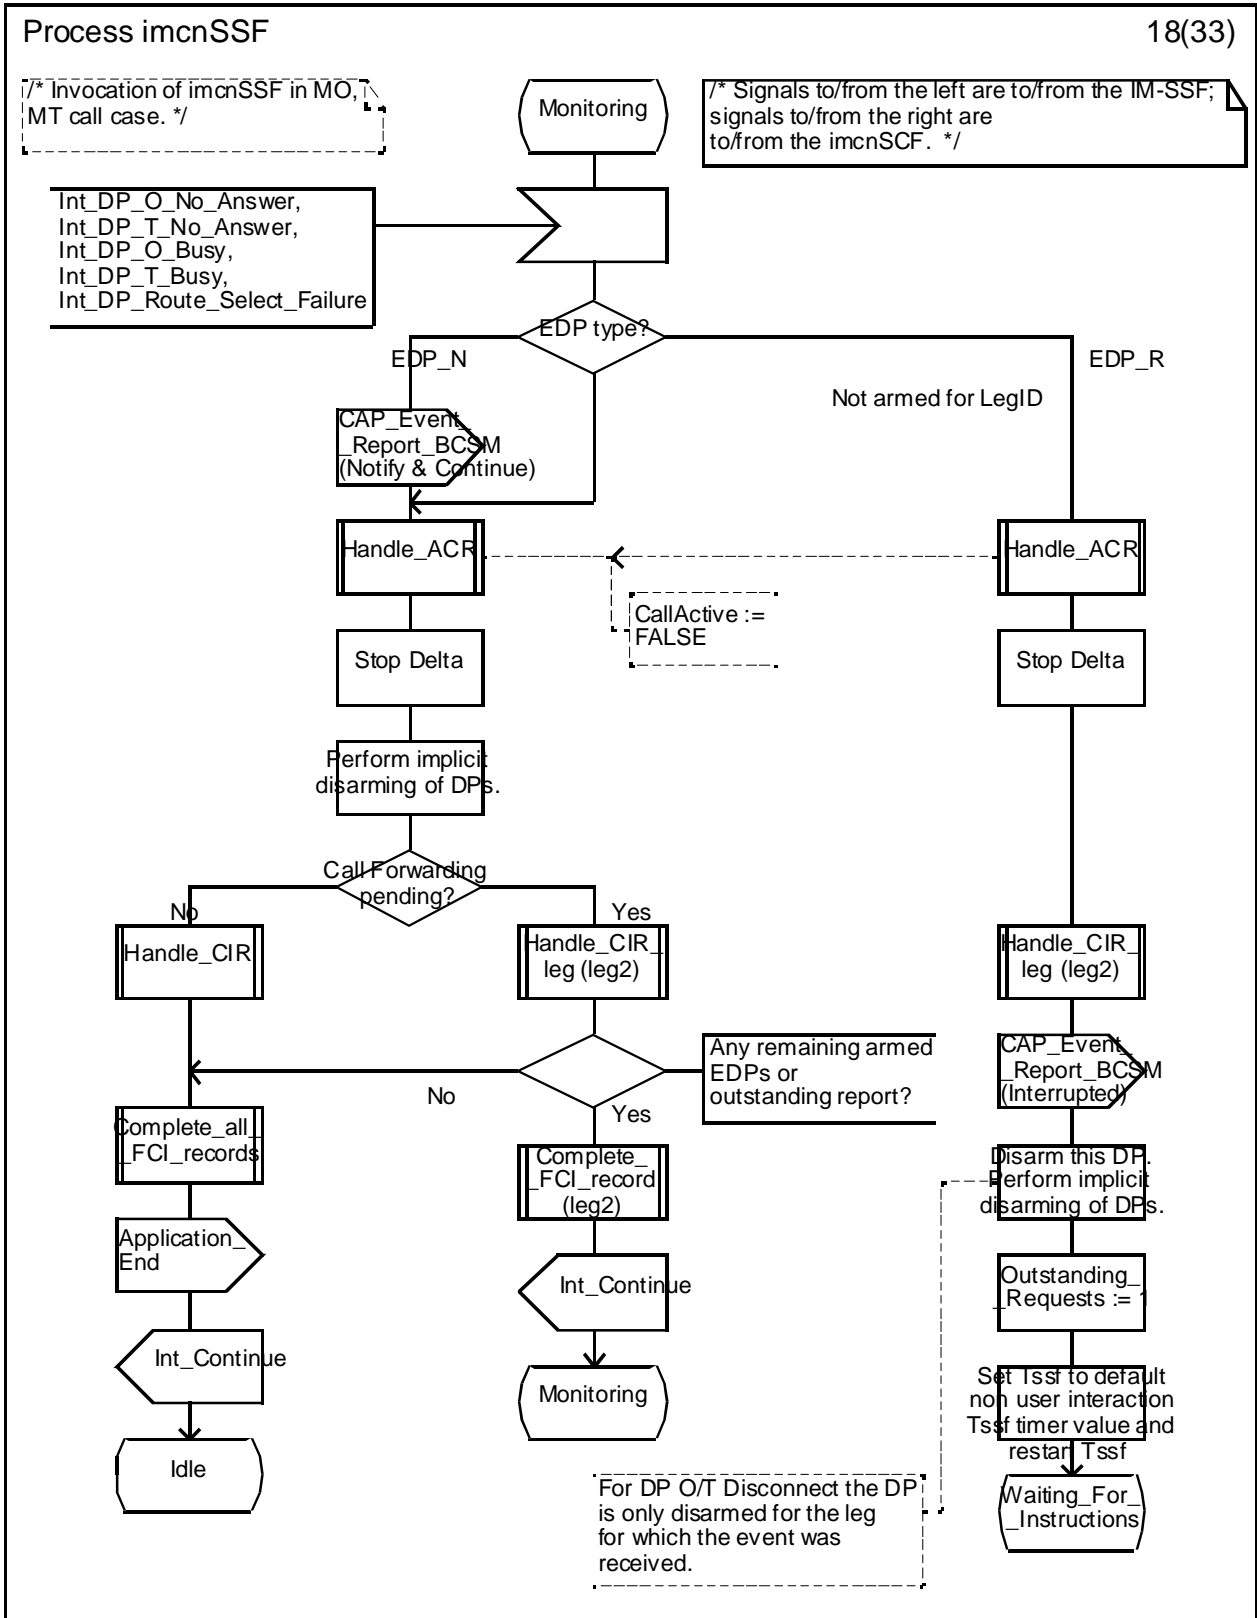 Process imcnSSF
18(33)
/* Invocation of imcnSSF in MO,
MT call case. */
Monitoring
/* Signals to/from the left are to/from the IM-SSF;
signals to/from the right are
to/from the imcnSCF.  */
Int_DP_O_No_Answer,
Int_DP_T_No_Answer,
Int_DP_O_Busy,
Int_DP_T_Busy,
Int_DP_Route_Select_Failure
EDP type?
EDP_N
EDP_R
Not armed for LegID
CAP_Event_
_Report_BCSM
(Notify & Continue)
Handle_ACR
Handle_ACR
CallActive :=
FALSE
Stop Delta
Stop Delta
Perform implicit
disarming of DPs.
Call Forwarding
pending?
No
Yes
Handle_CIR
Handle_CIR_
leg (leg2)
Handle_CIR_
leg (leg2)
Any remaining armed
EDPs or
outstanding report?
No
Yes
CAP_Event_
_Report_BCSM
(Interrupted)
Complete_all_
_FCI_records
Complete_
_FCI_record
(leg2)
Disarm this DP.
Perform implicit
disarming of DPs.
Application_
End
Int_Continue
Outstanding_
_Requests := 1
Int_Continue
Monitoring
Set Tssf to default
non user interaction
Tssf timer value and
restart Tssf
Idle
For DP O/T Disconnect the DP
is only disarmed for the leg
for which the event was
received.
Waiting_For_
_Instructions